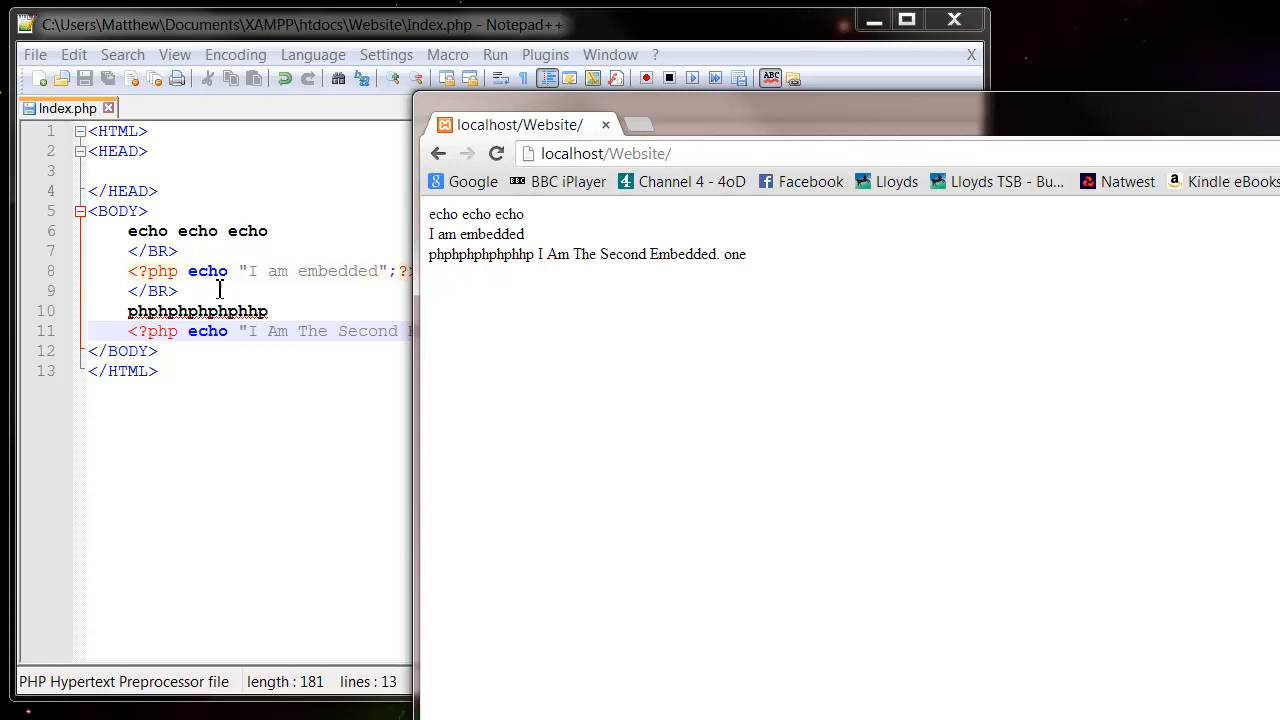 C:\Users\Matthew\Documents\XAMPP\htdocs\Website\Index.php - Notepad++
File Edit Search View Encoding Language Settings Macro Run Plugins Window ? X
Index.php
1 <HTML>
2 <HEAD>
3
4 </HEAD>
5 <BODY>
6 echo echo echo
7 </BR>
8 <?php echo "I am embedded";?>
9 </BR>
10 phphphphphphhp
11 <?php echo "I Am The Second
12 </BODY>
13 </HTML>
PHP Hypertext Preprocessor file length : 181 lines : 13
localhost/Website/
localhost/Website/
Google BBC iPlayer Channel 4 - 4oD Facebook Lloyds Lloyds TSB - Bu... Natwest Kindle eBooks
echo echo echo
I am embedded
phphphphphphhp I Am The Second Embedded. one